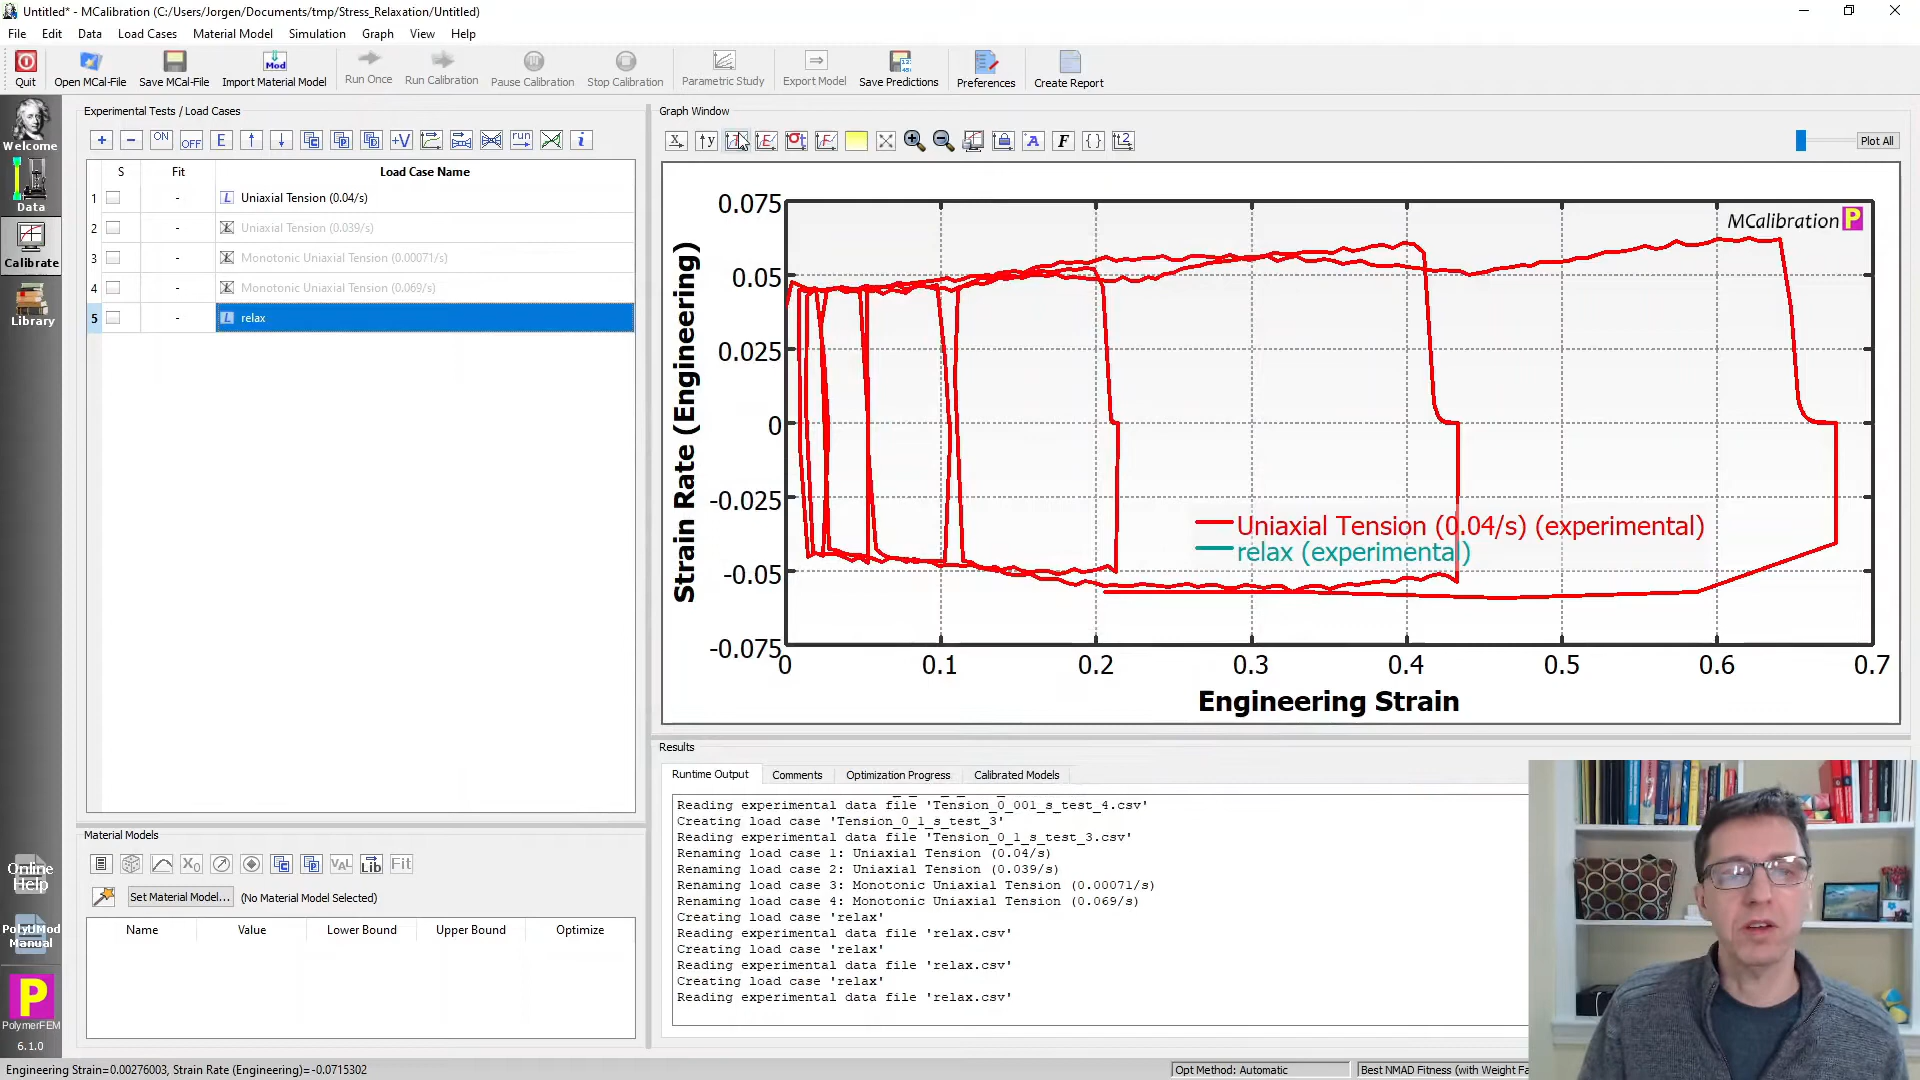 Untitled* - MCalibration (C:/Users/Jorgen/Documents/tmp/Stress_Relaxation/Untitled)
File Edit Data Load Cases Material Model Simulation Graph View Help
Quit Open MCal-File Save MCal-File Import Material Model Run Once Run Calibration Pause Calibration Stop Calibration Parametric Study Export Model Save Predictions Preferences Create Report
Mod
Welcome
Data
Calibrate
Library
Online
Help
PolyUMod
Manual
P
PolymerFEM
6.1.0
Experimental Tests / Load Cases
+ - ON OFF E +V run i
S Fit Load Case Name
1 - L Uniaxial Tension (0.04/s)
2 - Uniaxial Tension (0.039/s)
3 - Monotonic Uniaxial Tension (0.00071/s)
4 - Monotonic Uniaxial Tension (0.069/s)
5 - L relax
Material Models
X0 VAL Lib Fit
Set Material Model... (No Material Model Selected)
Name Value Lower Bound Upper Bound Optimize
Graph Window
x y E σ F A F { } 2 Plot All
MCalibration P
Strain Rate (Engineering)
0.075
0.05
0.025
0
-0.025
-0.05
-0.075
Uniaxial Tension (0.04/s) (experimental)
relax (experimental)
0 0.1 0.2 0.3 0.4 0.5 0.6 0.7
Engineering Strain
Results
Runtime Output Comments Optimization Progress Calibrated Models
Reading experimental data file 'Tension_0_001_s_test_4.csv'
Creating load case 'Tension_0_1_s_test_3'
Reading experimental data file 'Tension_0_1_s_test_3.csv'
Renaming load case 1: Uniaxial Tension (0.04/s)
Renaming load case 2: Uniaxial Tension (0.039/s)
Renaming load case 3: Monotonic Uniaxial Tension (0.00071/s)
Renaming load case 4: Monotonic Uniaxial Tension (0.069/s)
Creating load case 'relax'
Reading experimental data file 'relax.csv'
Creating load case 'relax'
Reading experimental data file 'relax.csv'
Creating load case 'relax'
Reading experimental data file 'relax.csv'
Engineering Strain=0.00276003, Strain Rate (Engineering)=-0.0715302
Opt Method: Automatic
Best NMAD Fitness (with Weight Fa